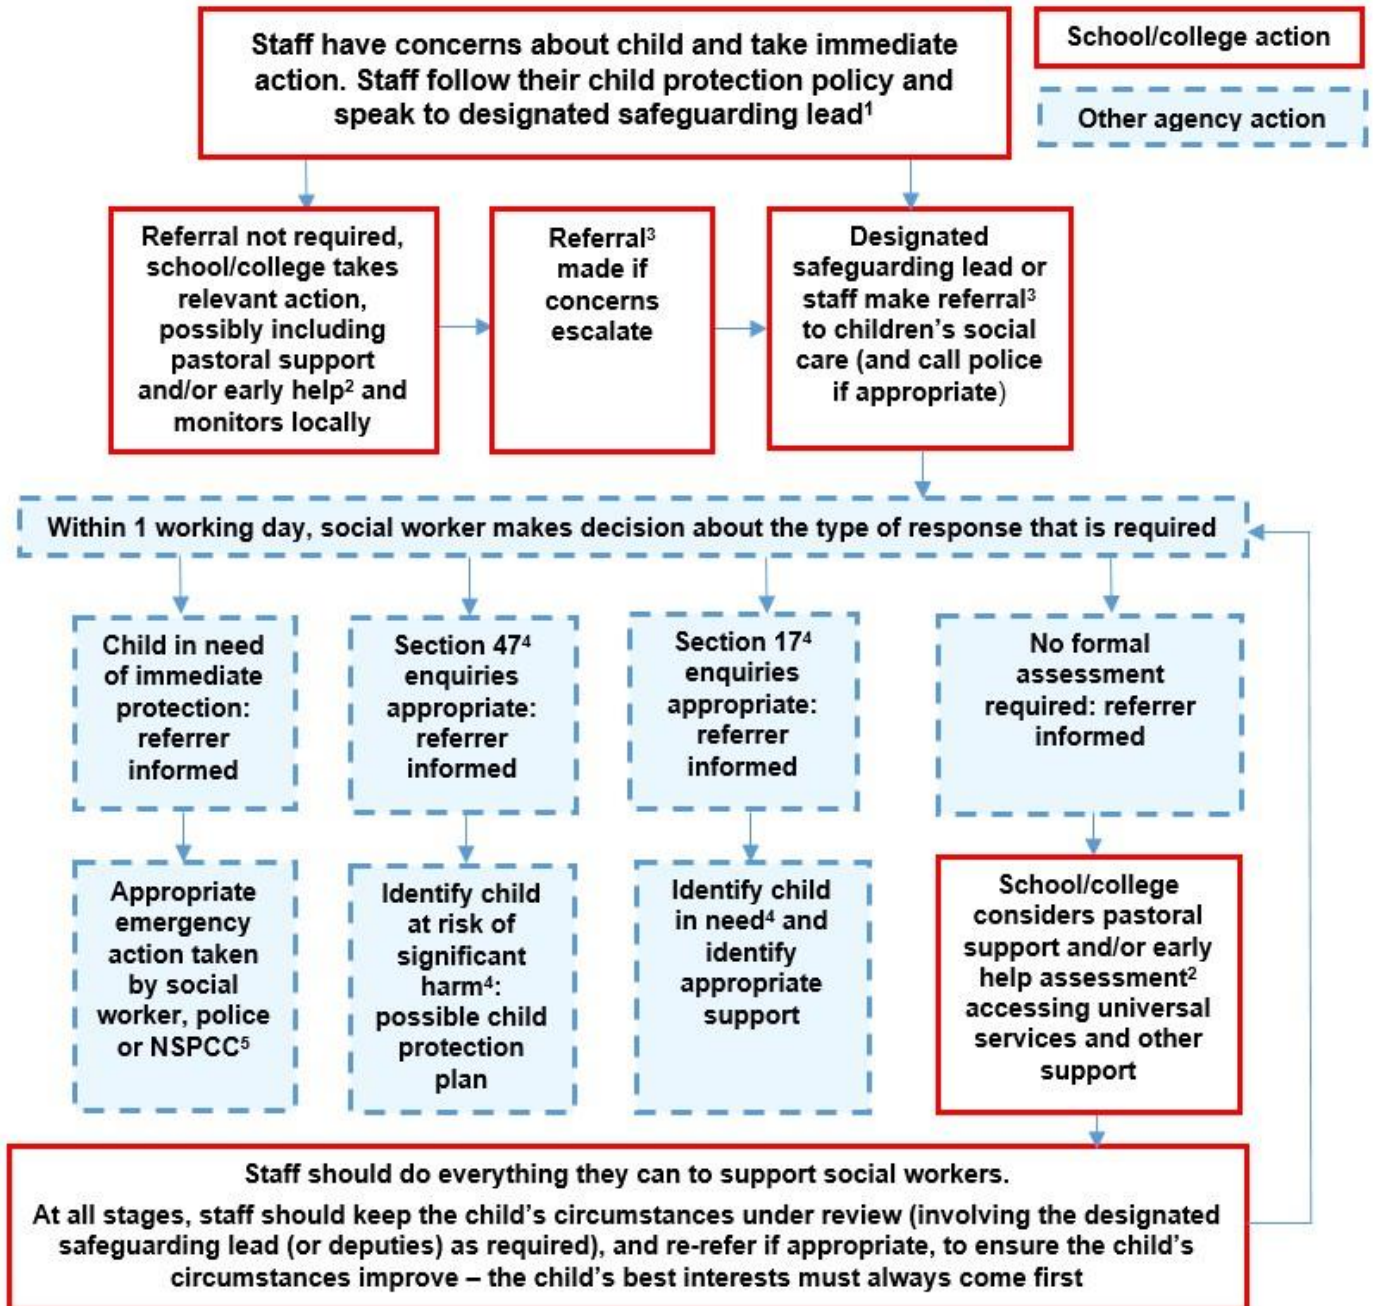 Staff have concerns about child and take immediate
action. Staff follow their child protection policy and
speak to designated safeguarding lead¹
School/college action
Other agency action
Referral not required,
school/college takes
relevant action,
possibly including
pastoral support
and/or early help² and
monitors locally
Referral³
made if
concerns
escalate
Designated
safeguarding lead or
staff make referral³
to children’s social
care (and call police
if appropriate)
Within 1 working day, social worker makes decision about the type of response that is required
Child in need
of immediate
protection:
referrer
informed
Section 47⁴
enquiries
appropriate:
referrer
informed
Section 17⁴
enquiries
appropriate:
referrer
informed
No formal
assessment
required: referrer
informed
Appropriate
emergency
action taken
by social
worker, police
or NSPCC⁵
Identify child
at risk of
significant
harm⁴:
possible child
protection
plan
Identify child
in need⁴ and
identify
appropriate
support
School/college
considers pastoral
support and/or early
help assessment²
accessing universal
services and other
support
Staff should do everything they can to support social workers.
At all stages, staff should keep the child’s circumstances under review (involving the designated
safeguarding lead (or deputies) as required), and re-refer if appropriate, to ensure the child’s
circumstances improve – the child’s best interests must always come first